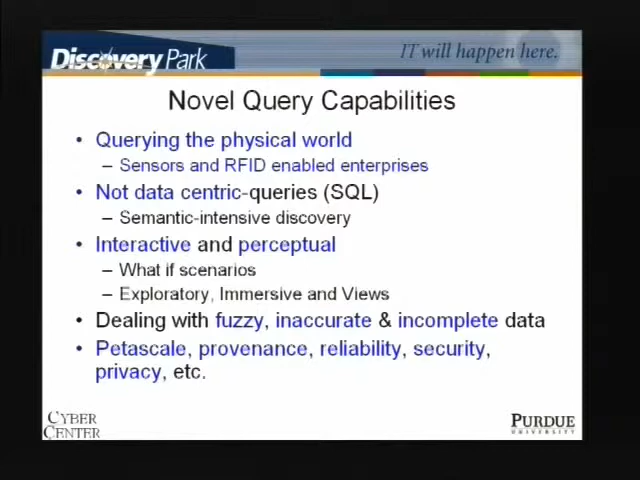 Discovery Park
IT will happen here.
Novel Query Capabilities
• Querying the physical world
– Sensors and RFID enabled enterprises
• Not data centric-queries (SQL)
– Semantic-intensive discovery
• Interactive and perceptual
– What if scenarios
– Exploratory, Immersive and Views
• Dealing with fuzzy, inaccurate & incomplete data
• Petascale, provenance, reliability, security,
privacy, etc.
CYBER
CENTER
PURDUE
UNIVERSITY